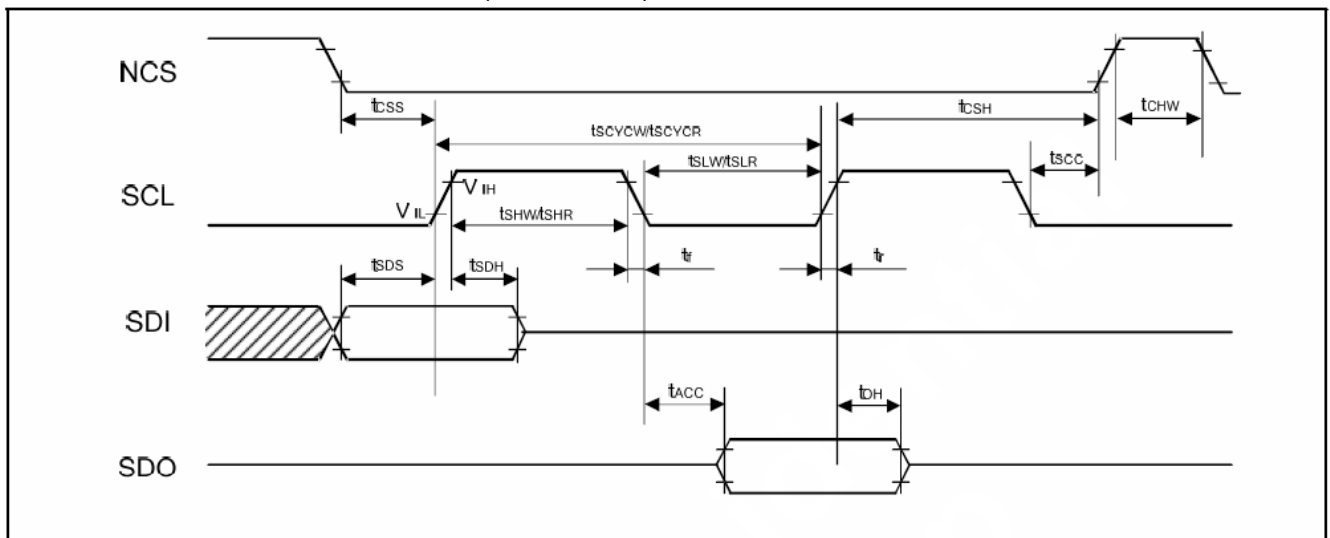 NCS
tCSS
tCSH
tCHW
tSCYCW/tSCYCR
tSLW/tSLR
tSCC
SCL
VIH
VIL
tSHW/tSHR
tf
tr
tSDS
tSDH
SDI
tACC
tOH
SDO